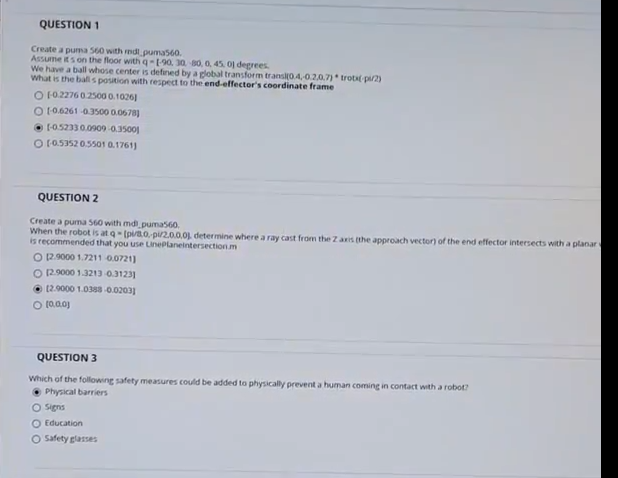 QUESTION 1
Create a puma 560 with mdl_puma560.
Assume it s on the floor with q = [-90, 30, -80, 0, 45, 0] degrees.
We have a ball whose center is defined by a global transform transl(0.4,-0.2,0.7) * trotx(-pi/2)
What is the ball s position with respect to the end-effector's coordinate frame
[-0.2276 0.2500 0.1026]
[-0.6261 -0.3500 0.0678]
[-0.5233 0.0909 -0.3500]
[-0.5352 0.5501 0.1761]
QUESTION 2
Create a puma 560 with mdl_puma560.
When the robot is at q = [pi/8,0,-pi/2,0,0,0], determine where a ray cast from the Z axis (the approach vector) of the end effector intersects with a planar
is recommended that you use LinePlaneIntersection.m
[2.9000 1.7211 -0.0721]
[2.9000 1.3213 -0.3123]
[2.9000 1.0388 -0.0203]
[0,0,0]
QUESTION 3
Which of the following safety measures could be added to physically prevent a human coming in contact with a robot?
Physical barriers
Signs
Education
Safety glasses